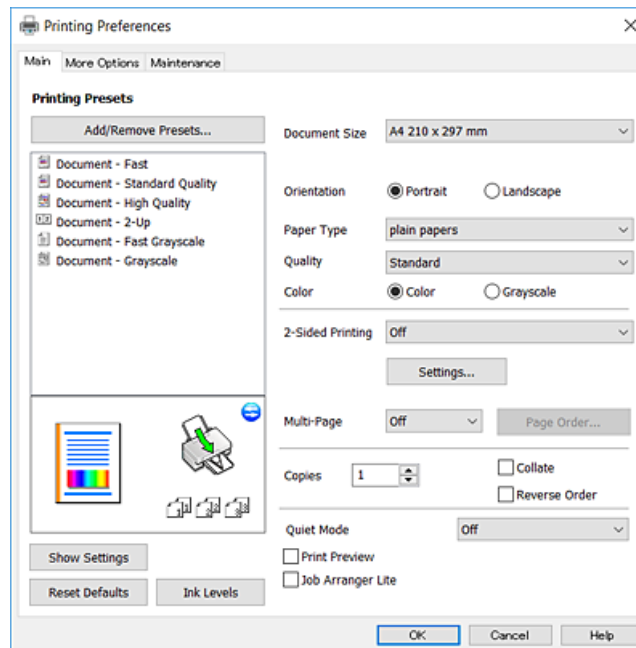 Printing Preferences
Main More Options Maintenance
Printing Presets
Add/Remove Presets...
Document - Fast
Document - Standard Quality
Document - High Quality
Document - 2-Up
Document - Fast Grayscale
Document - Grayscale
Show Settings
Reset Defaults Ink Levels
Document Size A4 210 x 297 mm
Orientation Portrait Landscape
Paper Type plain papers
Quality Standard
Color Color Grayscale
2-Sided Printing Off
Settings...
Multi-Page Off Page Order...
Copies 1 Collate
Reverse Order
Quiet Mode Off
Print Preview
Job Arranger Lite
OK Cancel Help